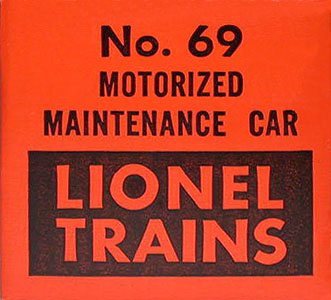 No. 69
MOTORIZED
MAINTENANCE CAR
LIONEL
TRAINS